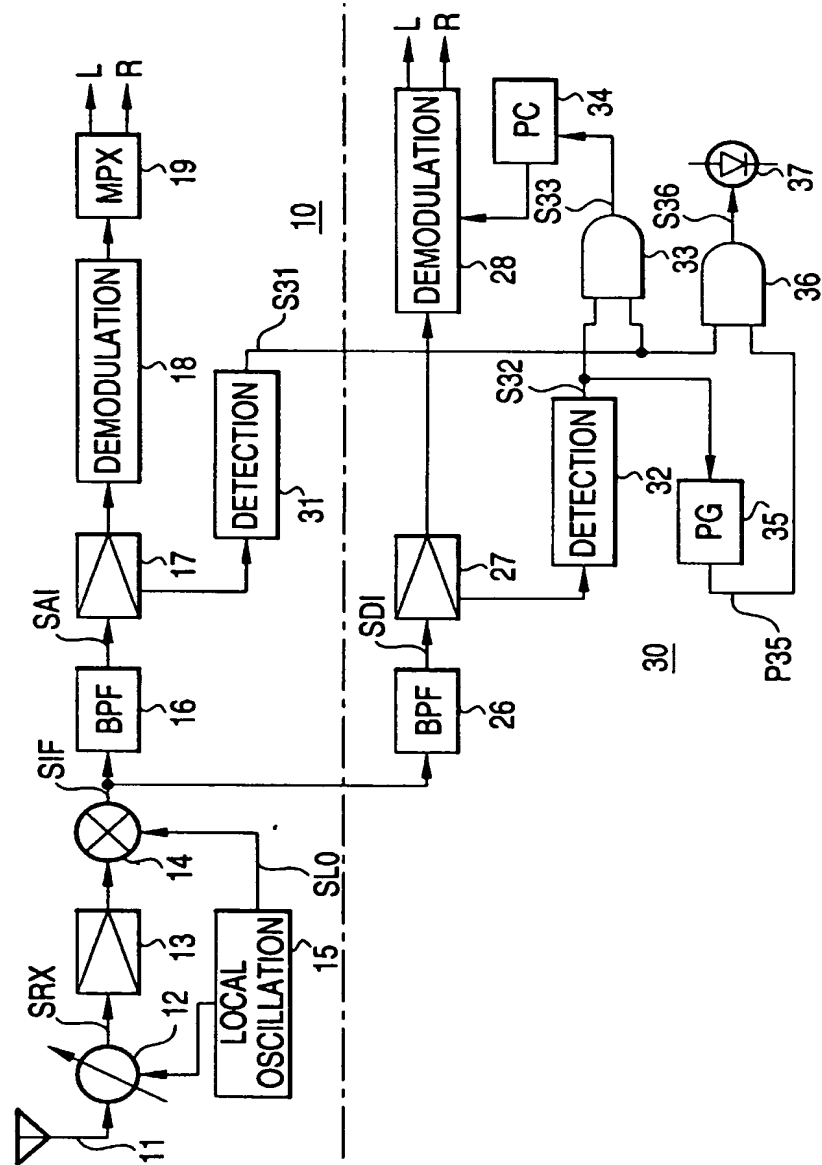 11
SRX
12
13
14
SIF
LOCAL
OSCILLATION
15
SL0
BPF
16
SAI
17
DEMODULATION
18
MPX
19
L
R
DETECTION
31
S31
10
BPF
26
SDI
27
DEMODULATION
28
L
R
DETECTION
32
S32
33
S33
PC
34
30
PG
35
P35
36
S36
37